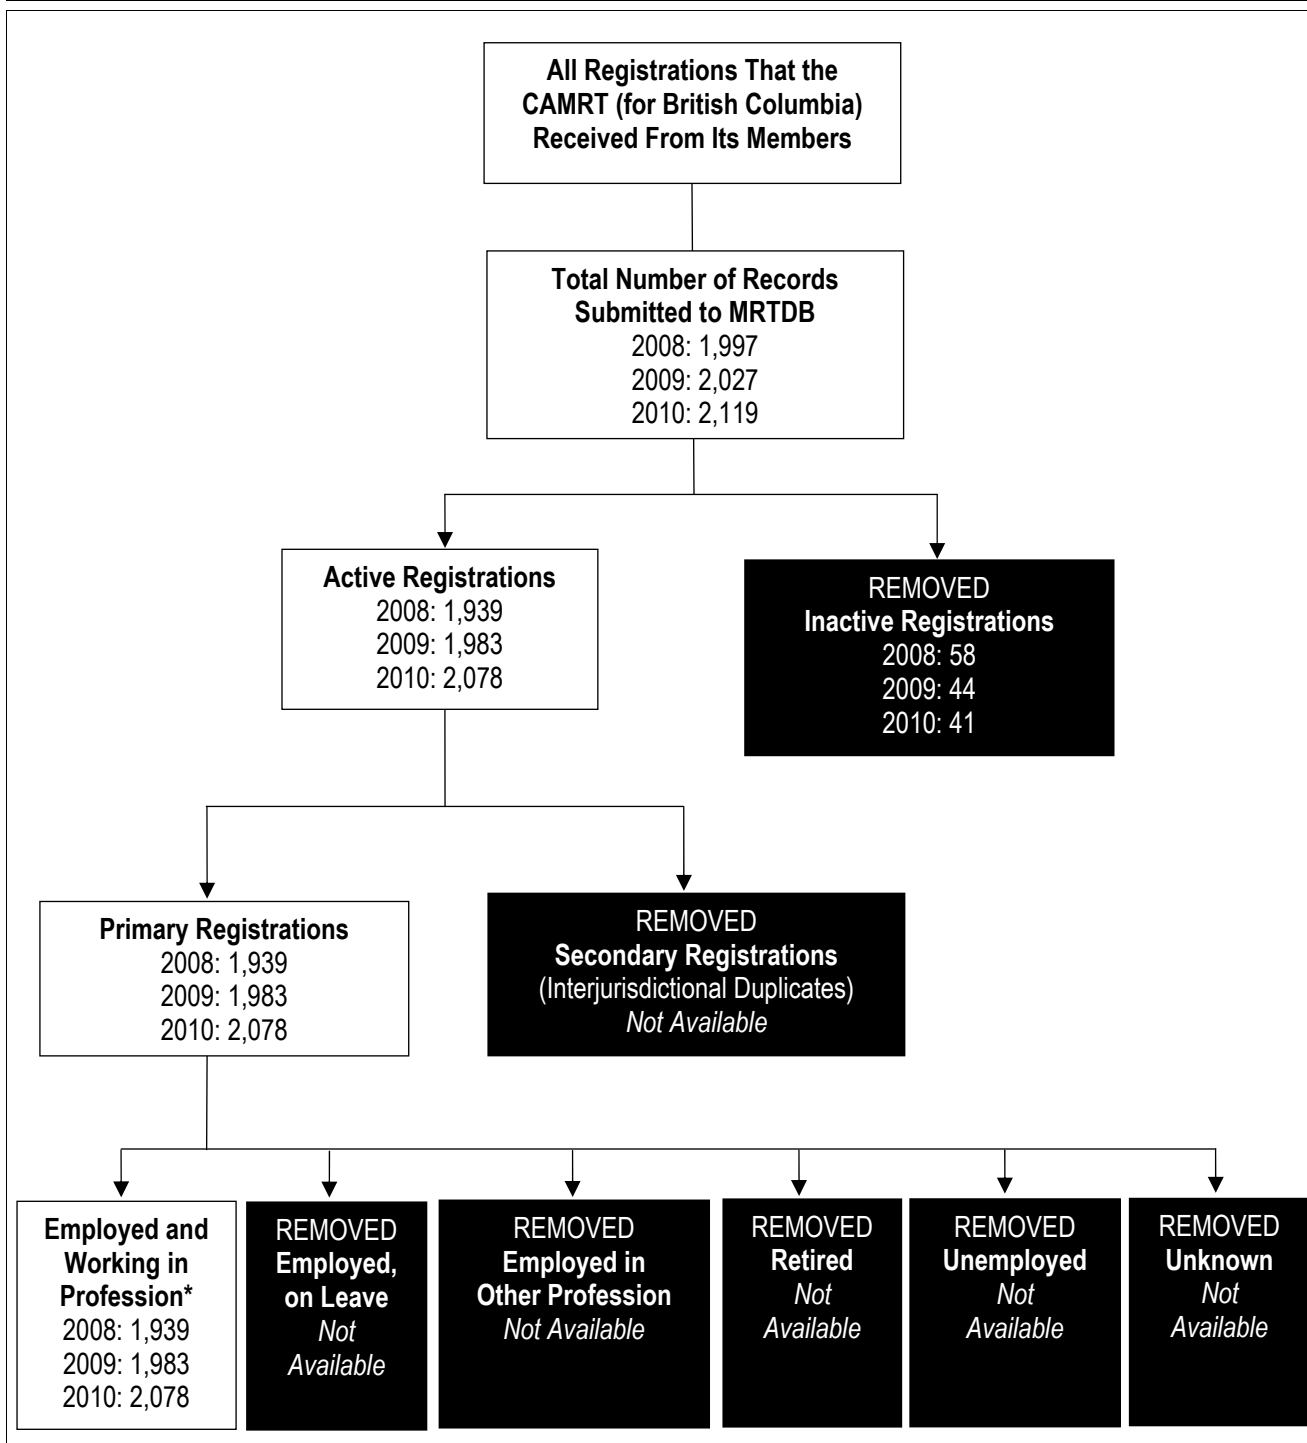 All Registrations That the
CAMRT (for British Columbia)
Received From Its Members
Total Number of Records
Submitted to MRTDB
2008: 1,997
2009: 2,027
2010: 2,119
Active Registrations
2008: 1,939
2009: 1,983
2010: 2,078
REMOVED
Inactive Registrations
2008: 58
2009: 44
2010: 41
Primary Registrations
2008: 1,939
2009: 1,983
2010: 2,078
REMOVED
Secondary Registrations
(Interjurisdictional Duplicates)
Not Available
Employed and
Working in
Profession*
2008: 1,939
2009: 1,983
2010: 2,078
REMOVED
Employed,
on Leave
Not
Available
REMOVED
Employed in
Other Profession
Not Available
REMOVED
Retired
Not
Available
REMOVED
Unemployed
Not
Available
REMOVED
Unknown
Not
Available